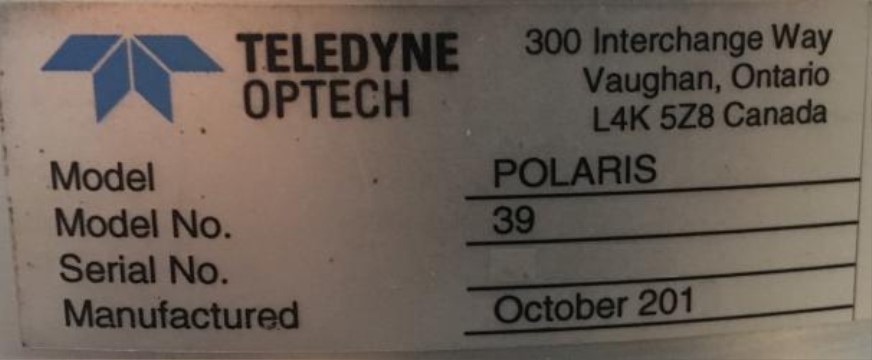 TELEDYNE
OPTECH
300 Interchange Way
Vaughan, Ontario
L4K 5Z8 Canada
Model POLARIS
Model No. 39
Serial No.
Manufactured October 201